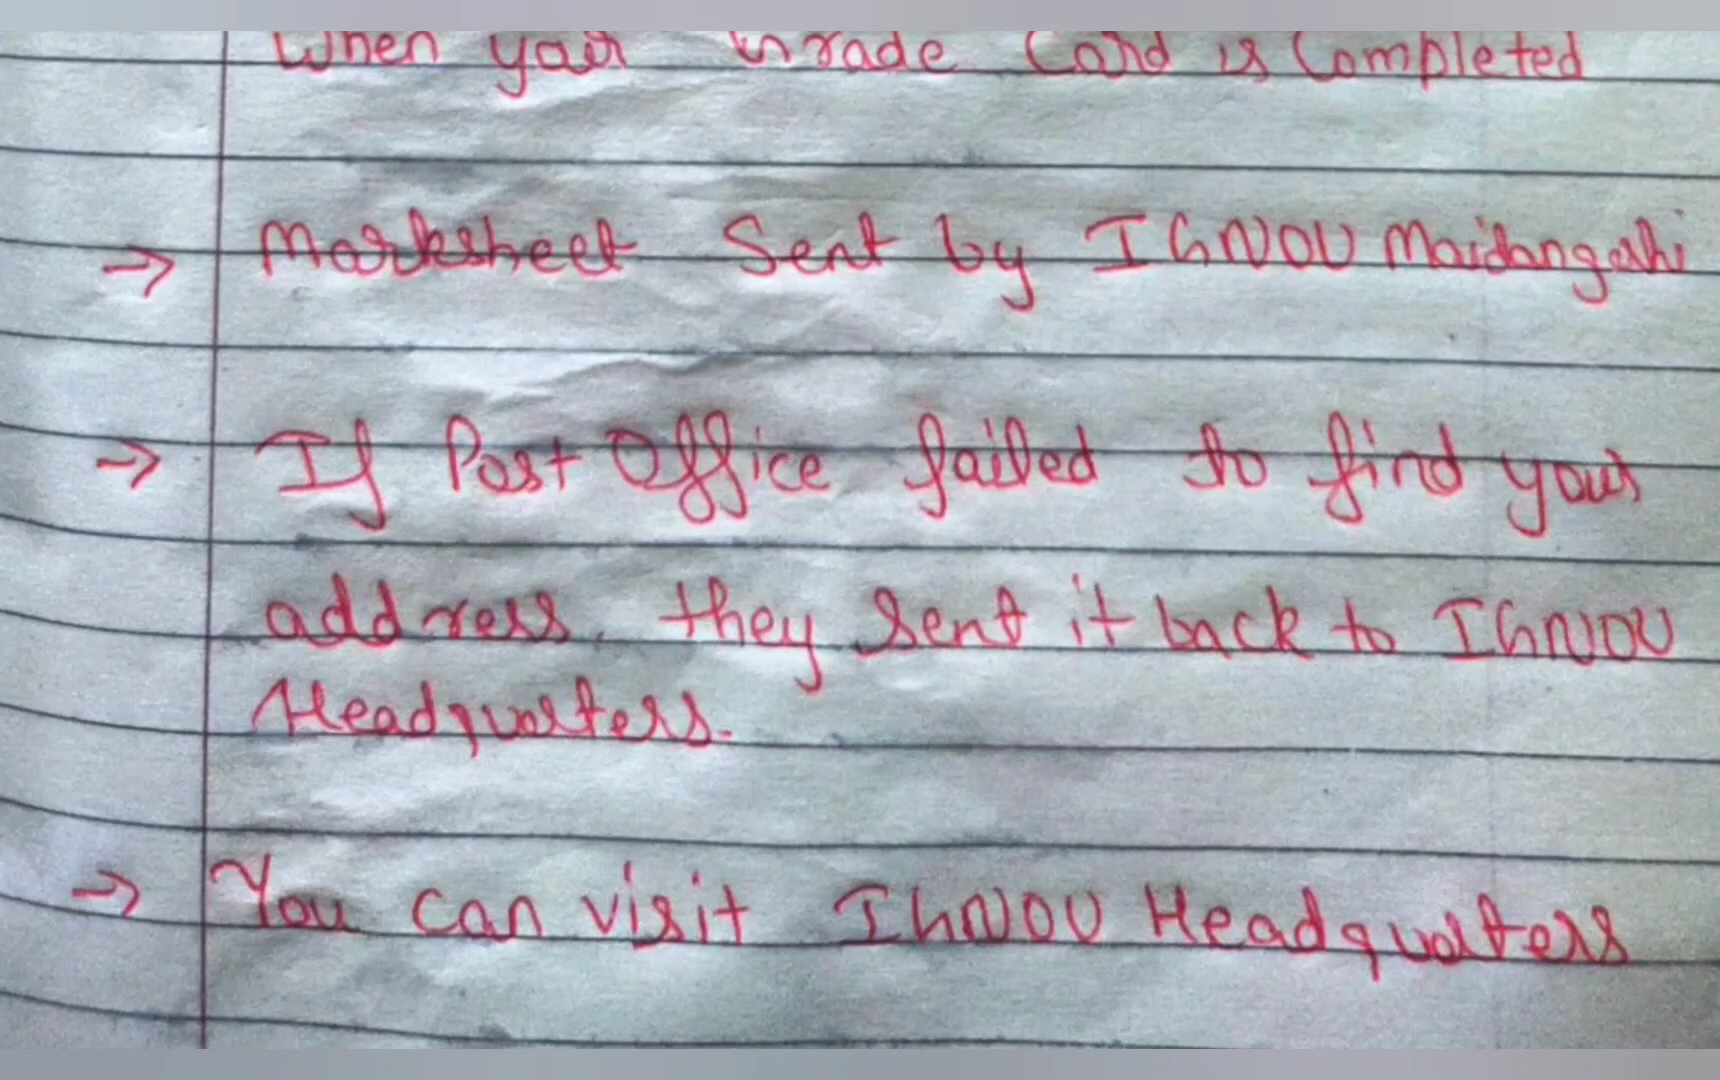 When your Grade Card is Completed
→ Marksheet Sent by IGNOU Maidangarhi
→ If Post Office failed to find your
address, they sent it back to IGNOU
Headquarters.
→ You can visit IGNOU Headquarters